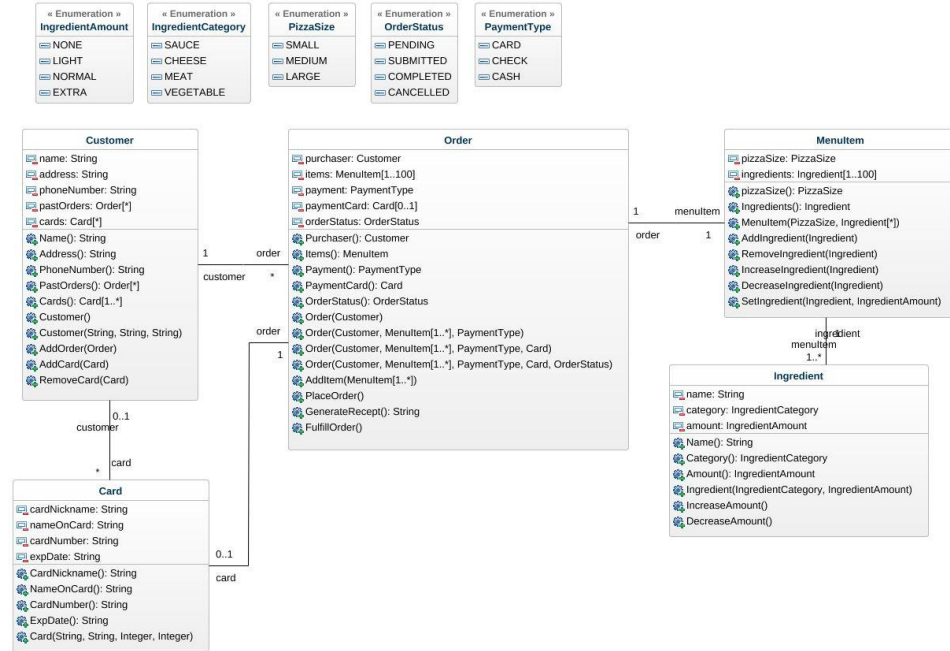 « Enumeration »
IngredientAmount
NONE
LIGHT
NORMAL
EXTRA
« Enumeration »
IngredientCategory
SAUCE
CHEESE
MEAT
VEGETABLE
« Enumeration »
PizzaSize
SMALL
MEDIUM
LARGE
« Enumeration »
OrderStatus
PENDING
SUBMITTED
COMPLETED
CANCELLED
« Enumeration »
PaymentType
CARD
CHECK
CASH
Customer
name: String
address: String
phoneNumber: String
pastOrders: Order[*]
cards: Card[*]
Name(): String
Address(): String
PhoneNumber(): String
PastOrders(): Order[*]
Cards(): Card[1..*]
Customer()
Customer(String, String, String)
AddOrder(Order)
AddCard(Card)
RemoveCard(Card)
1 order
customer *
order
1
Order
purchaser: Customer
items: MenuItem[1..100]
payment: PaymentType
paymentCard: Card[0..1]
orderStatus: OrderStatus
Purchaser(): Customer
Items(): MenuItem
Payment(): PaymentType
PaymentCard(): Card
OrderStatus(): OrderStatus
Order(Customer)
Order(Customer, MenuItem[1..*], PaymentType)
Order(Customer, MenuItem[1..*], PaymentType, Card)
Order(Customer, MenuItem[1..*], PaymentType, Card, OrderStatus)
AddItem(MenuItem[1..*])
PlaceOrder()
GenerateRecept(): String
FulfillOrder()
1 menuItem
order 1
MenuItem
pizzaSize: PizzaSize
ingredients: Ingredient[1..100]
pizzaSize(): PizzaSize
Ingredients(): Ingredient
MenuItem(PizzaSize, Ingredient[*])
AddIngredient(Ingredient)
RemoveIngredient(Ingredient)
IncreaseIngredient(Ingredient)
DecreaseIngredient(Ingredient)
SetIngredient(Ingredient, IngredientAmount)
ingredient
1
menuItem
1..*
Ingredient
name: String
category: IngredientCategory
amount: IngredientAmount
Name(): String
Category(): IngredientCategory
Amount(): IngredientAmount
Ingredient(IngredientCategory, IngredientAmount)
IncreaseAmount()
DecreaseAmount()
0..1
customer
card
*
Card
cardNickname: String
nameOnCard: String
cardNumber: String
expDate: String
CardNickname(): String
NameOnCard(): String
CardNumber(): String
ExpDate(): String
Card(String, String, Integer, Integer)
0..1
card